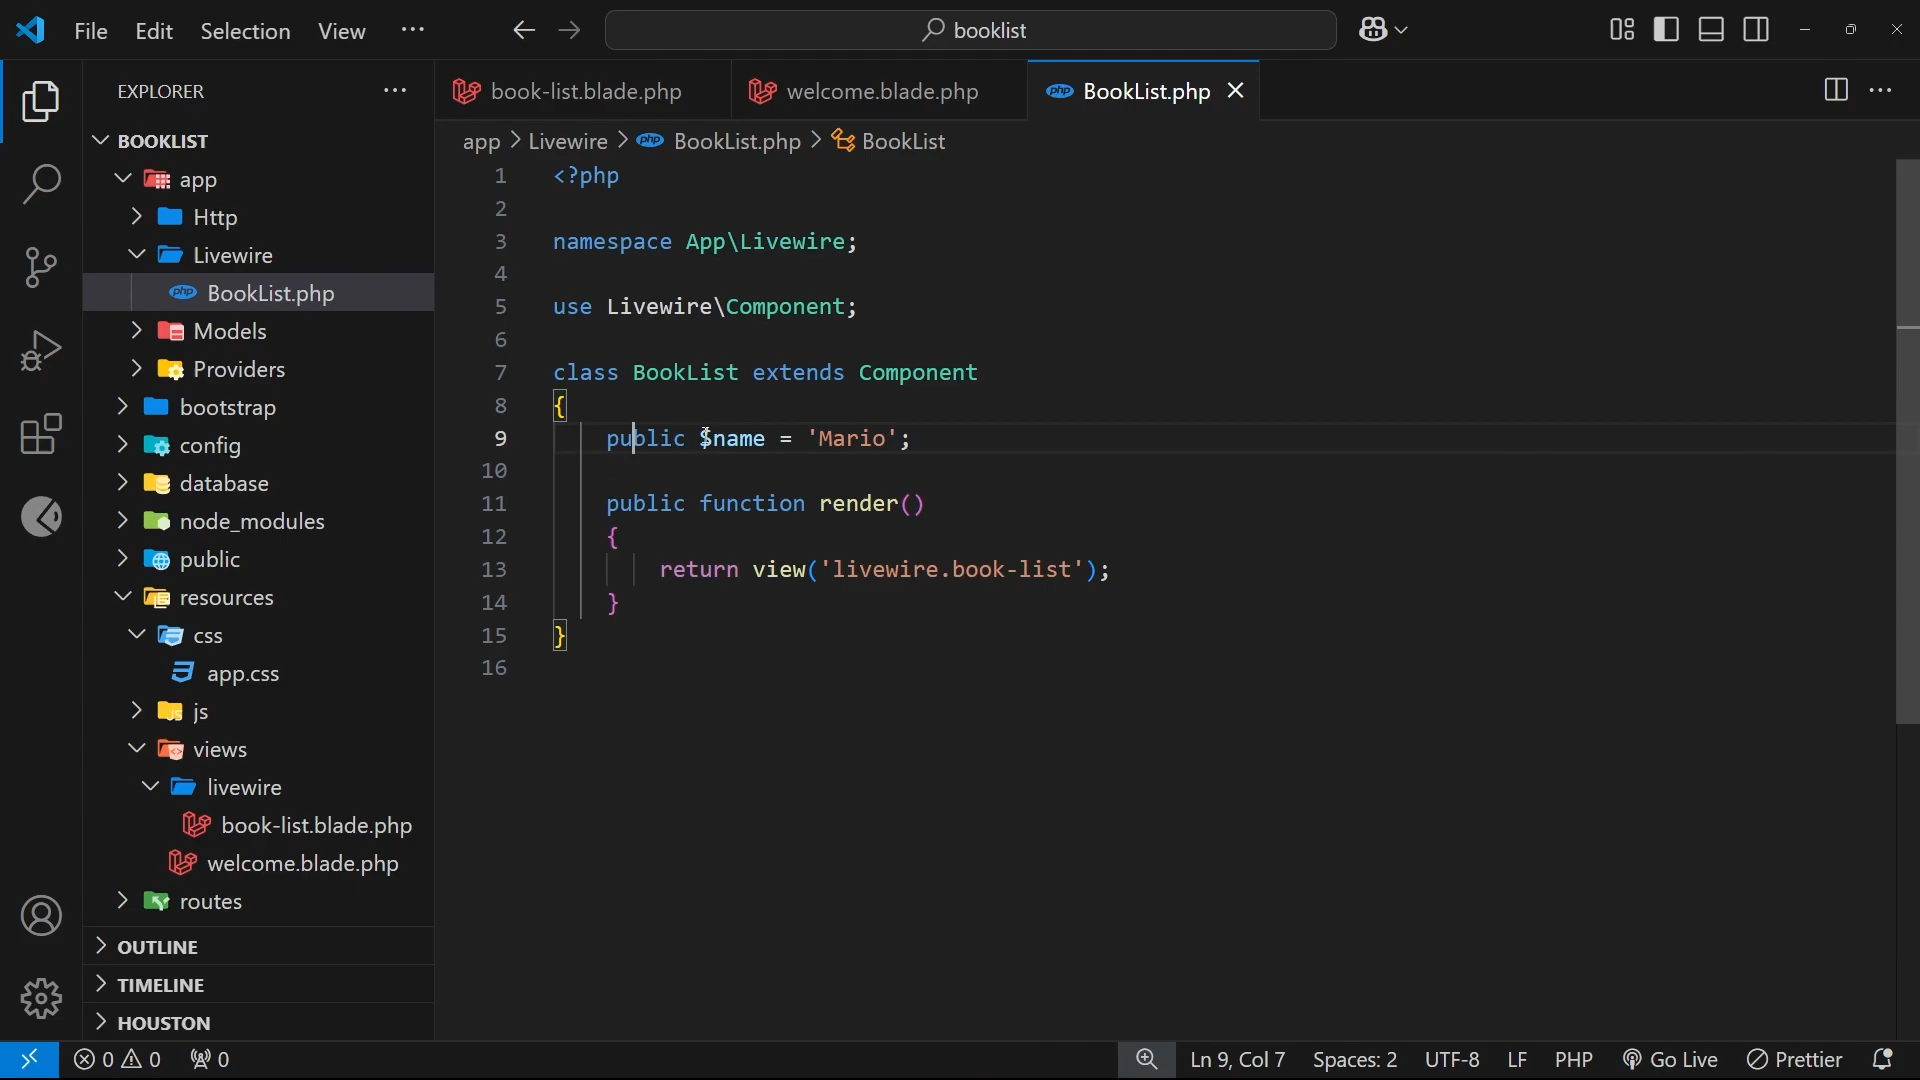 File Edit Selection View ··· booklist
EXPLORER ···
BOOKLIST
app
Http
Livewire
php BookList.php
Models
Providers
bootstrap
config
database
node_modules
public
resources
css
app.css
JS js
views
livewire
book-list.blade.php
welcome.blade.php
routes
OUTLINE
TIMELINE
HOUSTON
book-list.blade.php welcome.blade.php php BookList.php
app > Livewire > php BookList.php > BookList
1 <?php
2
3 namespace App\Livewire;
4
5 use Livewire\Component;
6
7 class BookList extends Component
8 {
9 public $name = 'Mario';
10
11 public function render()
12 {
13 return view('livewire.book-list');
14 }
15 }
16
0 0 0 Ln 9, Col 7 Spaces: 2 UTF-8 LF PHP Go Live Prettier